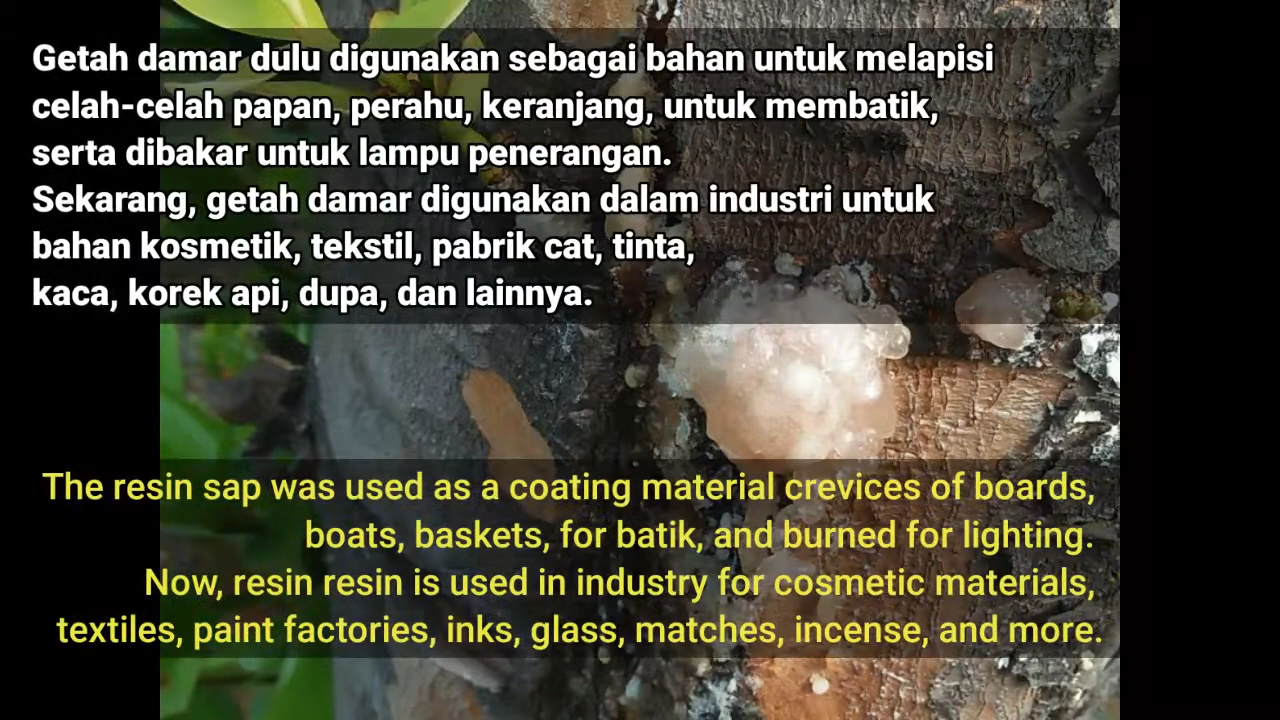 Getah damar dulu digunakan sebagai bahan untuk melapisi
celah-celah papan, perahu, keranjang, untuk membatik,
serta dibakar untuk lampu penerangan.
Sekarang, getah damar digunakan dalam industri untuk
bahan kosmetik, tekstil, pabrik cat, tinta,
kaca, korek api, dupa, dan lainnya.
The resin sap was used as a coating material crevices of boards,
boats, baskets, for batik, and burned for lighting.
Now, resin resin is used in industry for cosmetic materials,
textiles, paint factories, inks, glass, matches, incense, and more.